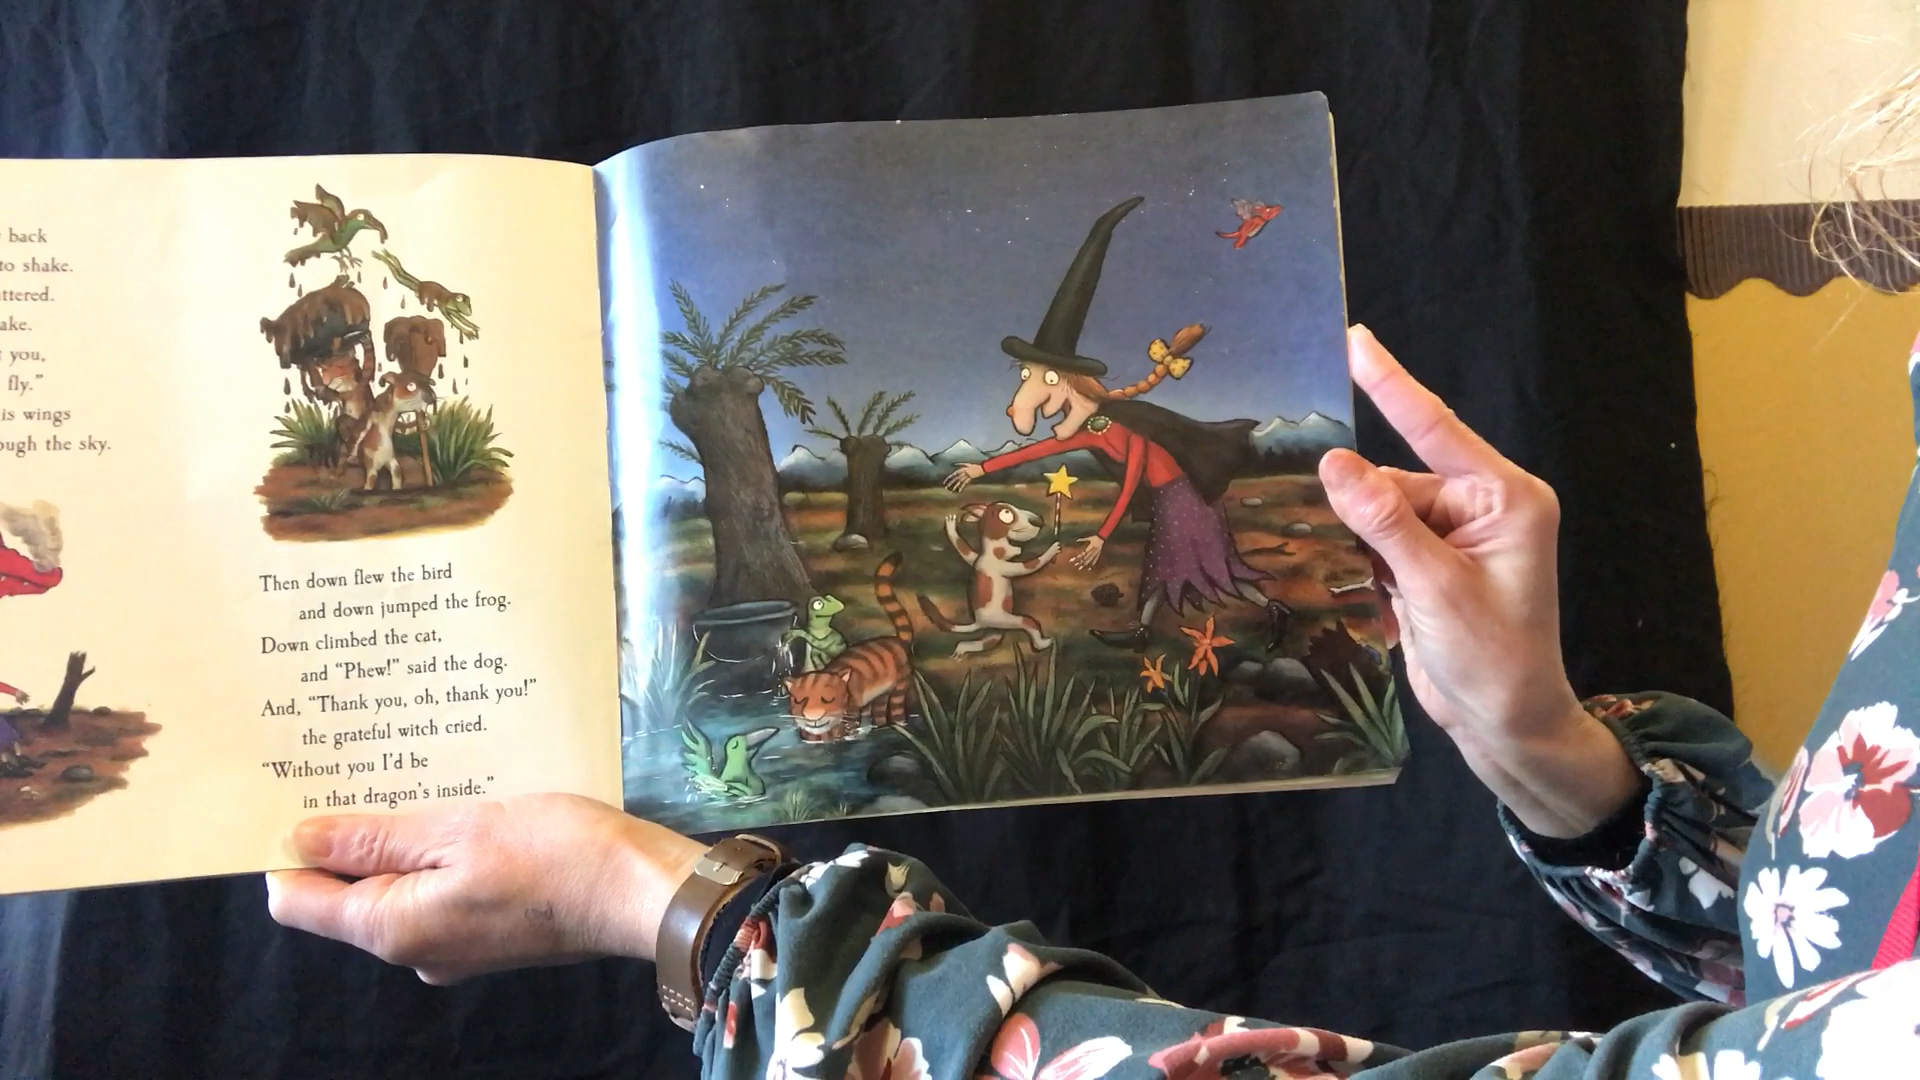 back
to shake.
ake.
you,
fly."
is wings
the sky.
Then down flew the bird
and down jumped the frog.
Down climbed the cat,
and "Phew!" said the dog.
And, "Thank you, oh, thank you!"
the grateful witch cried.
"Without you I'd be
in that dragon's inside."